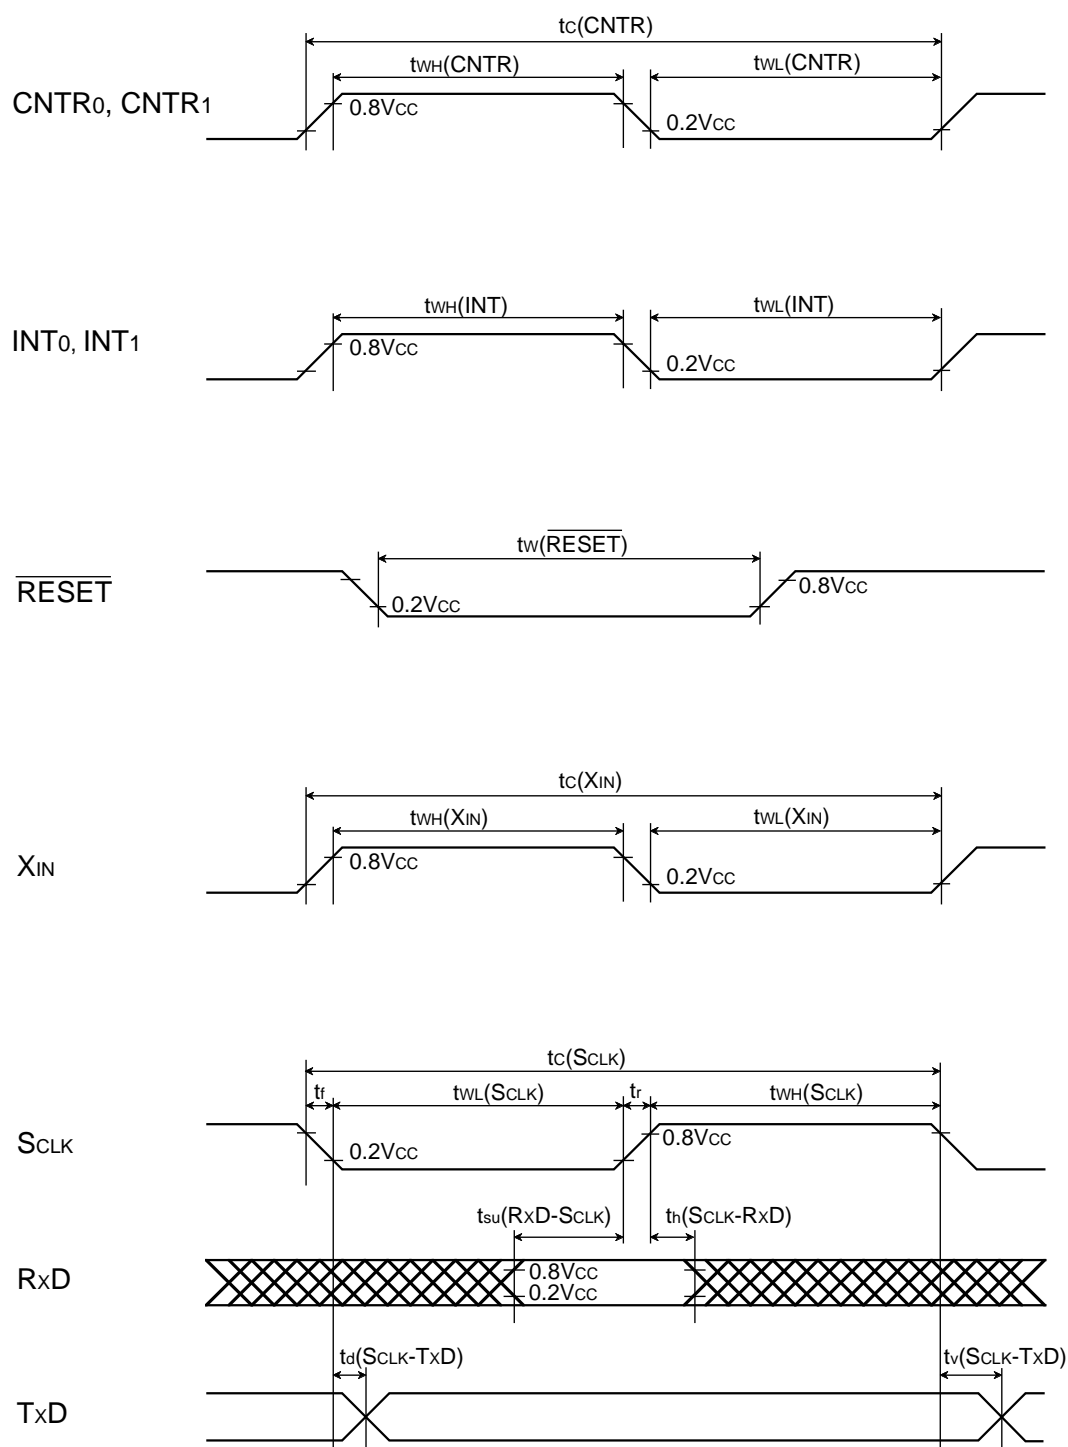 tC(CNTR)
tWH(CNTR) tWL(CNTR)
CNTR0, CNTR1
0.8VCC
0.2VCC
tWH(INT) tWL(INT)
INT0, INT1
0.8VCC
0.2VCC
tW(RESET)
RESET
0.2VCC
0.8VCC
tC(XIN)
tWH(XIN) tWL(XIN)
XIN
0.8VCC
0.2VCC
tC(SCLK)
tf tWL(SCLK) tr tWH(SCLK)
SCLK
0.2VCC
0.8VCC
tsu(RXD-SCLK) th(SCLK-RXD)
RXD
0.8VCC
0.2VCC
td(SCLK-TXD) tv(SCLK-TXD)
TXD